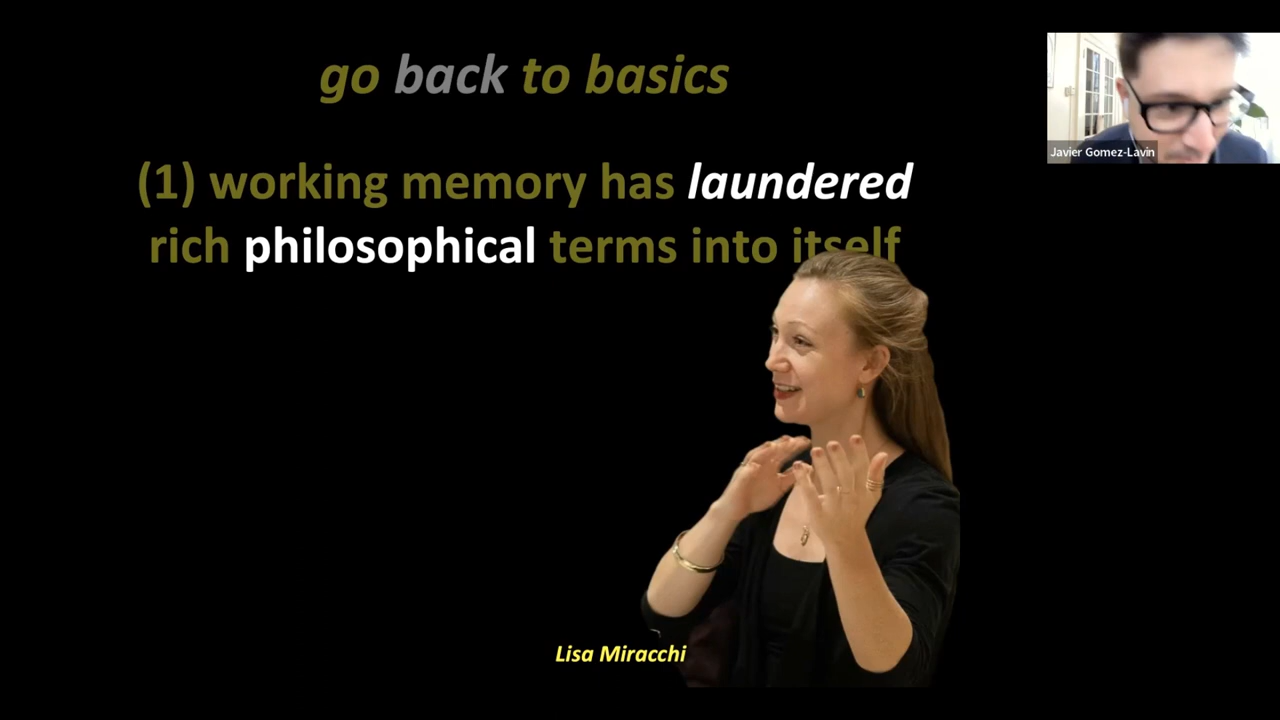 go back to basics
(1) working memory has laundered
rich philosophical terms into itself
Javier Gomez-Lavin
Lisa Miracchi